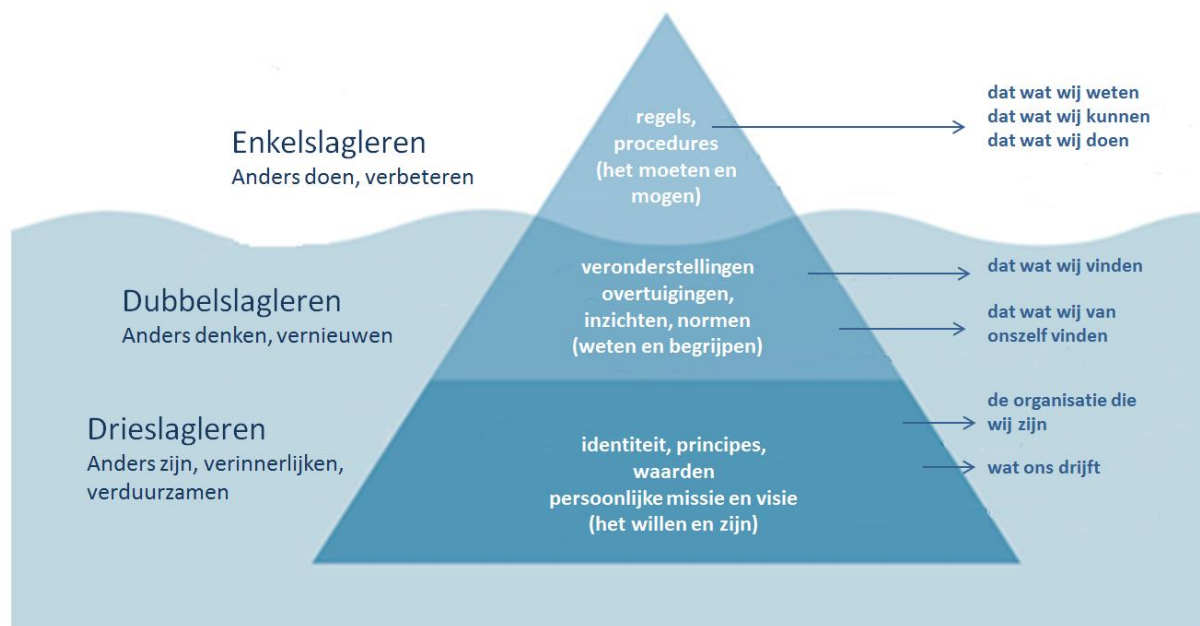 Enkelslagleren
Anders doen, verbeteren
regels,
procedures
(het moeten en
mogen)
dat wat wij weten
dat wat wij kunnen
dat wat wij doen
Dubbelslagleren
Anders denken, vernieuwen
veronderstellingen
overtuigingen,
inzichten, normen
(weten en begrijpen)
dat wat wij vinden
dat wat wij van
onszelf vinden
Drieslagleren
Anders zijn, verinnerlijken,
verduurzamen
identiteit, principes,
waarden
persoonlijke missie en visie
(het willen en zijn)
de organisatie die
wij zijn
wat ons drijft